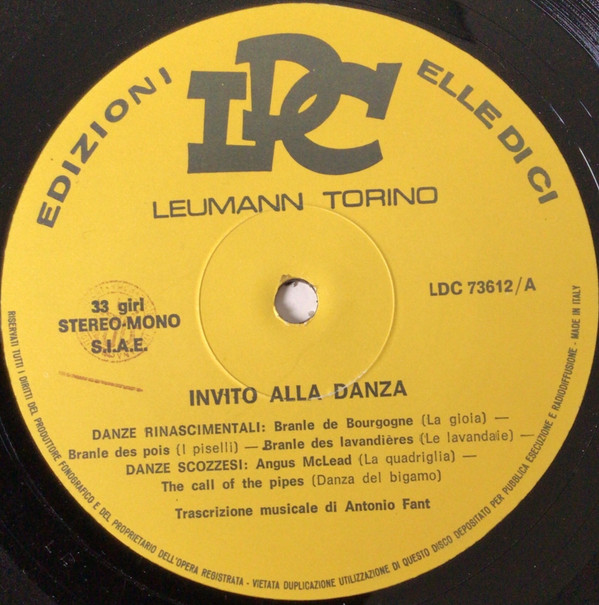 EDIZIONI
LDC
ELLE DI CI
LEUMANN TORINO
33 giri
STEREO-MONO
S.I.A.E.
LDC 73612/A
INVITO ALLA DANZA
DANZE RINASCIMENTALI: Branle de Bourgogne (La gioia) —
Branle des pois (I piselli) — Branle des lavandières (Le lavandaie) —
DANZE SCOZZESI: Angus McLead (La quadriglia) —
The call of the pipes (Danza del bigamo)
Trascrizione musicale di Antonio Fant
RISERVATI TUTTI I DIRITTI DEL PRODUTTORE FONOGRAFICO E DEL PROPRIETARIO DELL'OPERA REGISTRATA - VIETATA DUPLICAZIONE UTILIZZAZIONE DI QUESTO DISCO DEPOSITATO PER PUBBLICA ESECUZIONE E RADIODIFFUSIONE - MADE IN ITALY